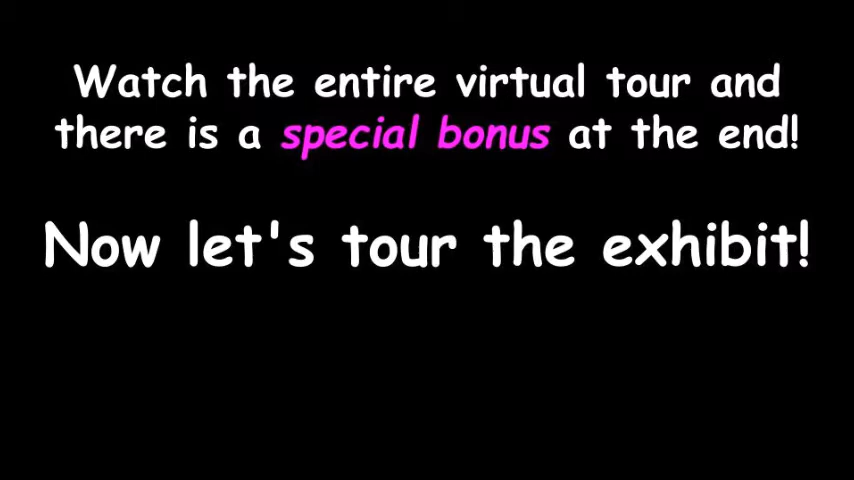 Watch the entire virtual tour and
there is a special bonus at the end!
Now let's tour the exhibit!